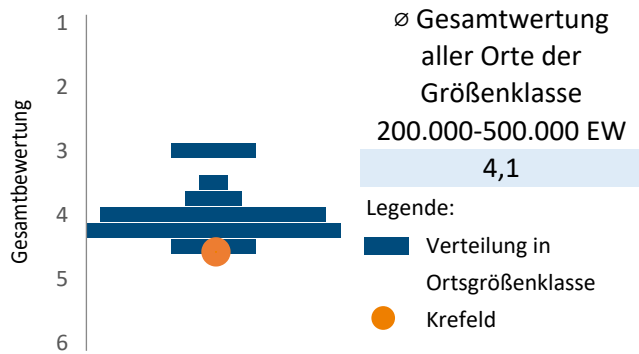 Gesamtbewertung
1
2
3
4
5
6
⌀ Gesamtwertung
aller Orte der
Größenklasse
200.000-500.000 EW
4,1
Legende:
Verteilung in
Ortsgrößenklasse
Krefeld